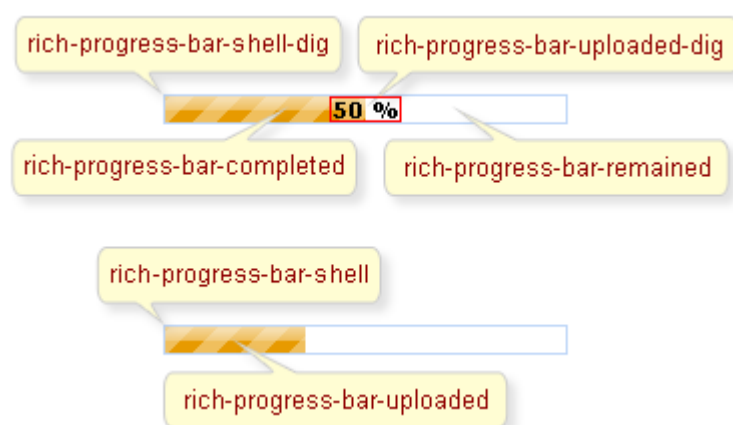 rich-progress-bar-shell-dig
rich-progress-bar-uploaded-dig
50 %
rich-progress-bar-completed
rich-progress-bar-remained
rich-progress-bar-shell
rich-progress-bar-uploaded